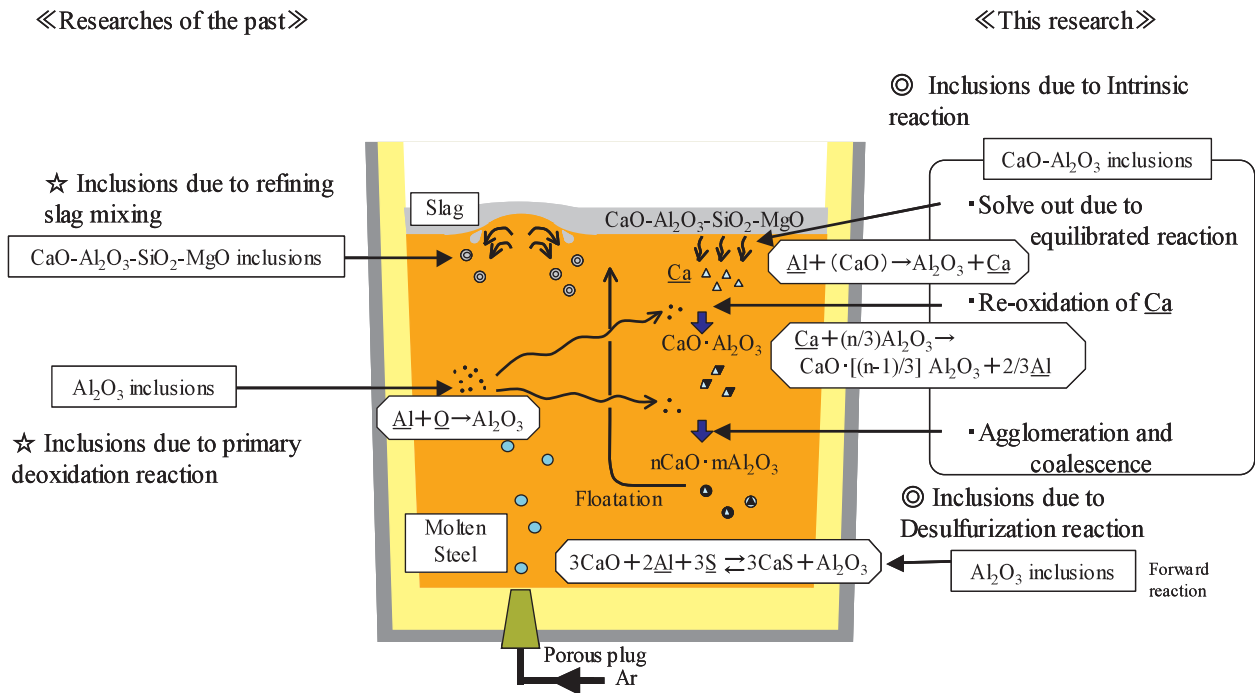 ≪Researches of the past≫
≪This research≫
◎ Inclusions due to Intrinsic
reaction
CaO-Al₂O₃ inclusions
☆ Inclusions due to refining
slag mixing
Slag
CaO-Al₂O₃-SiO₂-MgO
・Solve out due to
equilibrated reaction
CaO-Al₂O₃-SiO₂-MgO inclusions
Ca
Al+(CaO)→Al₂O₃+Ca
・Re-oxidation of Ca
CaO・Al₂O₃
Ca+(n/3)Al₂O₃→
CaO・[(n-1)/3] Al₂O₃+2/3Al
Al₂O₃ inclusions
Al+O→Al₂O₃
☆ Inclusions due to primary
deoxidation reaction
・Agglomeration and
coalescence
nCaO・mAl₂O₃
Floatation
◎ Inclusions due to
Desulfurization reaction
Molten
Steel
3CaO+2Al+3S⇄3CaS+Al₂O₃
Al₂O₃ inclusions
Forward
reaction
Porous plug
Ar